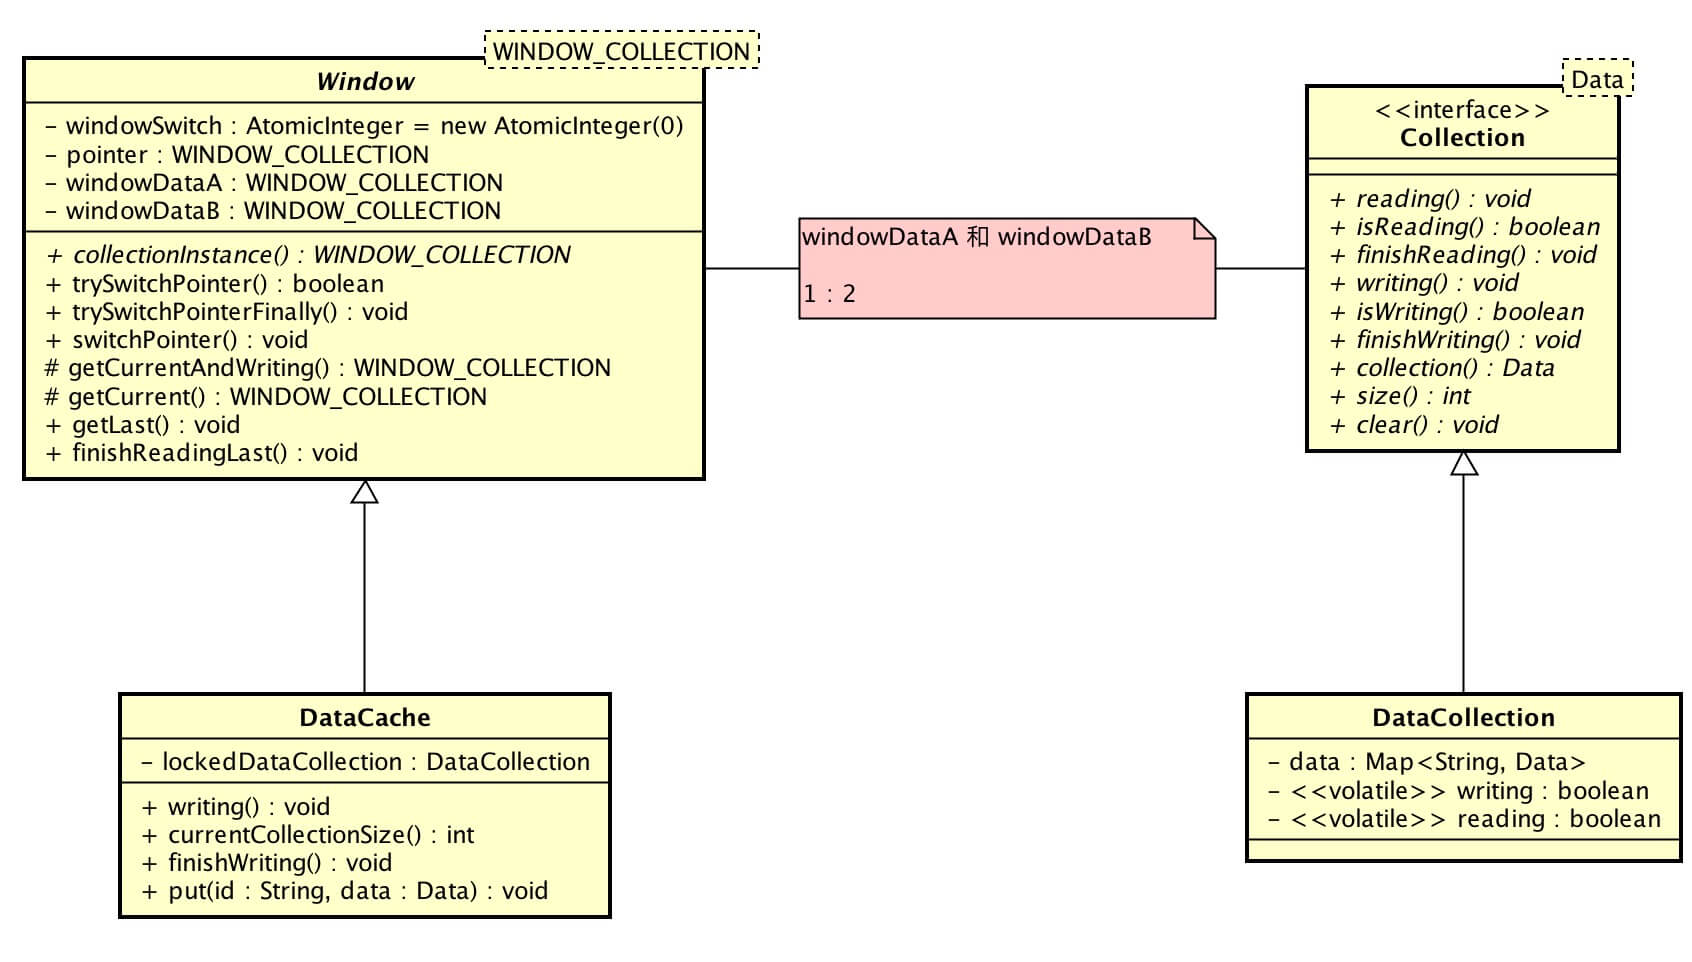 WINDOW_COLLECTION
Window
- windowSwitch : AtomicInteger = new AtomicInteger(0)
- pointer : WINDOW_COLLECTION
- windowDataA : WINDOW_COLLECTION
- windowDataB : WINDOW_COLLECTION
+ collectionInstance() : WINDOW_COLLECTION
+ trySwitchPointer() : boolean
+ trySwitchPointerFinally() : void
+ switchPointer() : void
# getCurrentAndWriting() : WINDOW_COLLECTION
# getCurrent() : WINDOW_COLLECTION
+ getLast() : void
+ finishReadingLast() : void
windowDataA 和 windowDataB
1 : 2
Data
<<interface>>
Collection
+ reading() : void
+ isReading() : boolean
+ finishReading() : void
+ writing() : void
+ isWriting() : boolean
+ finishWriting() : void
+ collection() : Data
+ size() : int
+ clear() : void
DataCache
- lockedDataCollection : DataCollection
+ writing() : void
+ currentCollectionSize() : int
+ finishWriting() : void
+ put(id : String, data : Data) : void
DataCollection
- data : Map<String, Data>
- <<volatile>> writing : boolean
- <<volatile>> reading : boolean